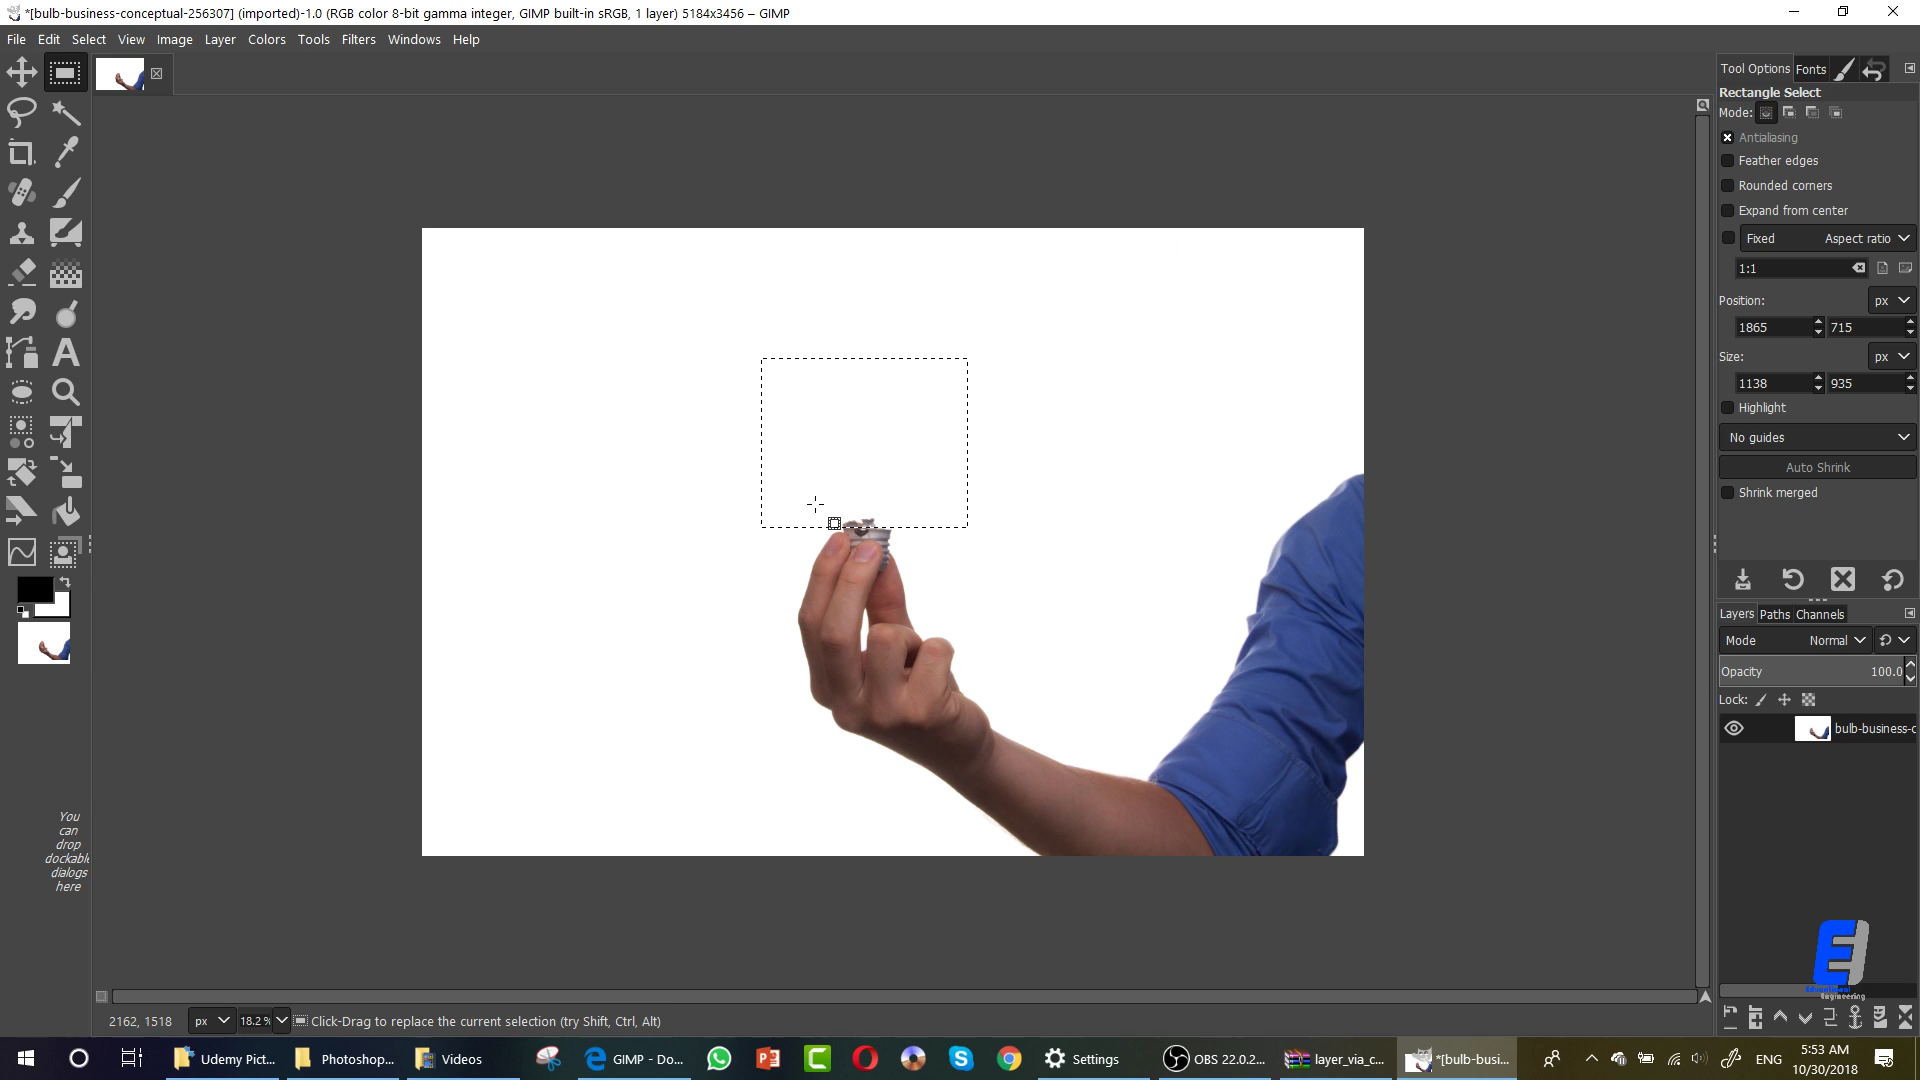 *[bulb-business-conceptual-256307] (imported)-1.0 (RGB color 8-bit gamma integer, GIMP built-in sRGB, 1 layer) 5184x3456 – GIMP
File Edit Select View Image Layer Colors Tools Filters Windows Help
Tool Options Fonts
Rectangle Select
Mode:
Antialiasing
Feather edges
Rounded corners
Expand from center
Fixed Aspect ratio
1:1
Position: px
1865 715
Size: px
1138 935
Highlight
No guides
Auto Shrink
Shrink merged
Layers Paths Channels
Mode Normal
Opacity 100.0
Lock:
bulb-business-c
You
can
drop
dockable
dialogs
here
Educational
Engineering
2162, 1518 px 18.2 % Click-Drag to replace the current selection (try Shift, Ctrl, Alt)
Udemy Pict... Photoshop... Videos GIMP - Do... Settings OBS 22.0.2... layer_via_c... *[bulb-busi... ENG 5:53 AM
10/30/2018